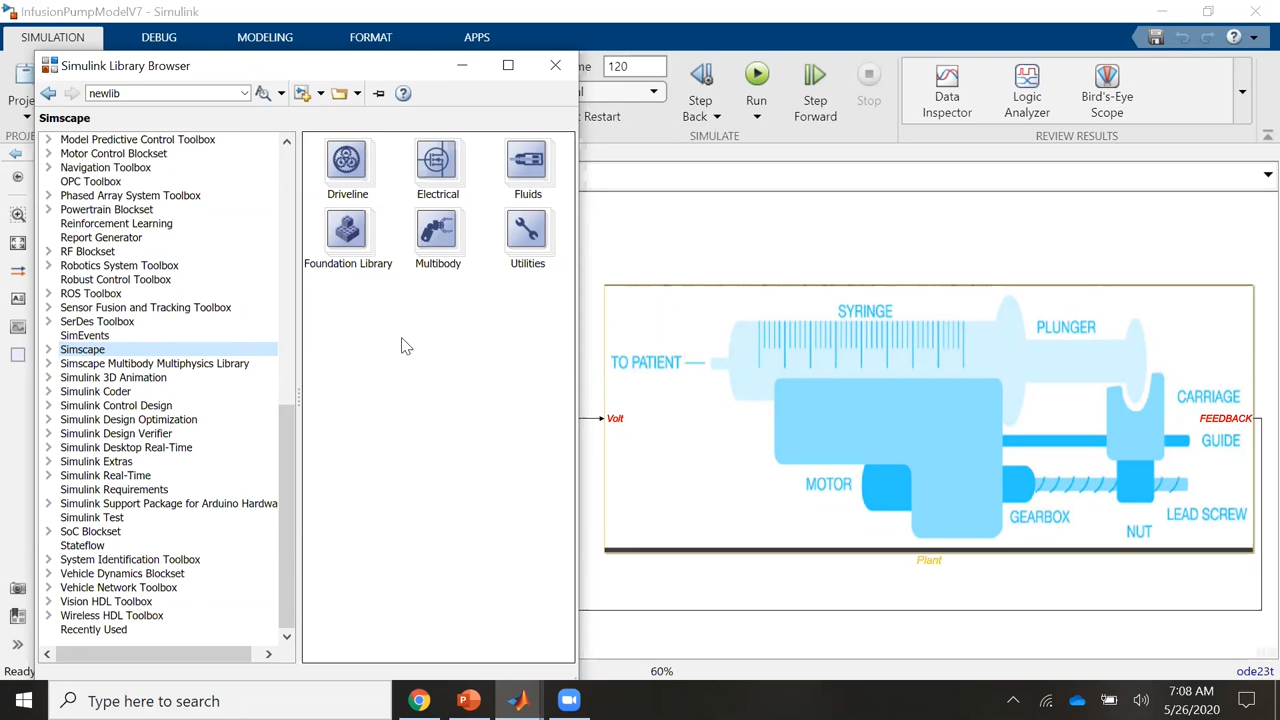 InfusionPumpModelV7 - Simulink
SIMULATION
DEBUG
MODELING
FORMAT
APPS
Simulink Library Browser
newlib
Simscape
Model Predictive Control Toolbox
Motor Control Blockset
Navigation Toolbox
OPC Toolbox
Phased Array System Toolbox
Powertrain Blockset
Reinforcement Learning
Report Generator
RF Blockset
Robotics System Toolbox
Robust Control Toolbox
ROS Toolbox
Sensor Fusion and Tracking Toolbox
SerDes Toolbox
SimEvents
Simscape
Simscape Multibody Multiphysics Library
Simulink 3D Animation
Simulink Coder
Simulink Control Design
Simulink Design Optimization
Simulink Design Verifier
Simulink Desktop Real-Time
Simulink Extras
Simulink Real-Time
Simulink Requirements
Simulink Support Package for Arduino Hardwa
Simulink Test
SoC Blockset
Stateflow
System Identification Toolbox
Vehicle Dynamics Blockset
Vehicle Network Toolbox
Vision HDL Toolbox
Wireless HDL Toolbox
Recently Used
Driveline
Electrical
Fluids
Foundation Library
Multibody
Utilities
Proje
PROJE
me
120
al
Restart
Step
Back
Run
Step
Forward
Stop
SIMULATE
Data
Inspector
Logic
Analyzer
Bird's-Eye
Scope
REVIEW RESULTS
SYRINGE
PLUNGER
TO PATIENT
CARRIAGE
Volt
FEEDBACK
GUIDE
MOTOR
GEARBOX
LEAD SCREW
NUT
Plant
Ready
60%
ode23t
Type here to search
7:08 AM
5/26/2020